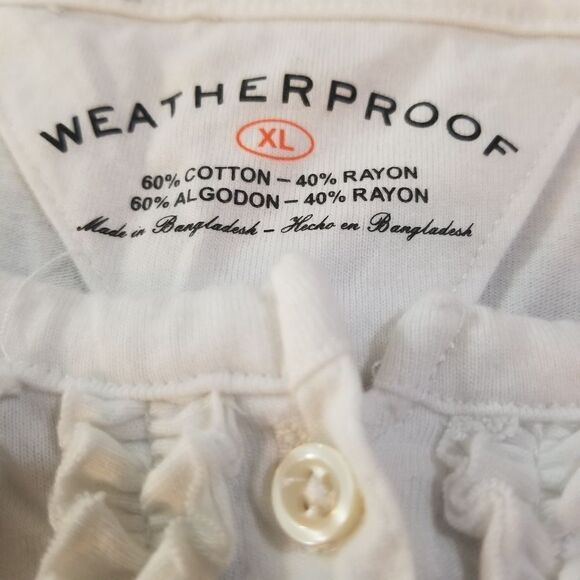 WEATHERPROOF
XL
60% COTTON – 40% RAYON
60% ALGODON – 40% RAYON
Made in Bangladesh – Hecho en Bangladesh